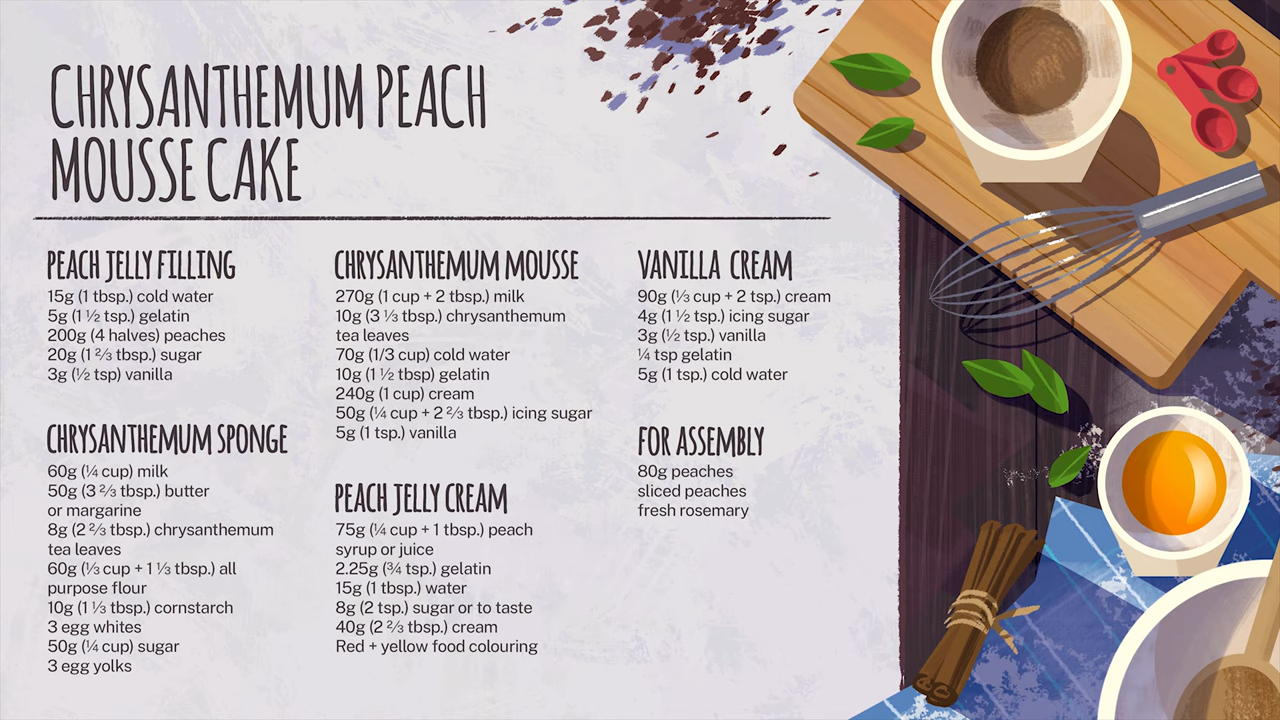 CHRYSANTHEMUM PEACH
MOUSSE CAKE
PEACH JELLY FILLING
15g (1 tbsp.) cold water
5g (1 ½ tsp.) gelatin
200g (4 halves) peaches
20g (1 ⅔ tbsp.) sugar
3g (½ tsp) vanilla
CHRYSANTHEMUM SPONGE
60g (¼ cup) milk
50g (3 ⅔ tbsp.) butter
or margarine
8g (2 ⅔ tbsp.) chrysanthemum
tea leaves
60g (⅓ cup + 1 ⅓ tbsp.) all
purpose flour
10g (1 ⅓ tbsp.) cornstarch
3 egg whites
50g (¼ cup) sugar
3 egg yolks
CHRYSANTHEMUM MOUSSE
270g (1 cup + 2 tbsp.) milk
10g (3 ⅓ tbsp.) chrysanthemum
tea leaves
70g (1/3 cup) cold water
10g (1 ½ tbsp) gelatin
240g (1 cup) cream
50g (¼ cup + 2 ⅔ tbsp.) icing sugar
5g (1 tsp.) vanilla
PEACH JELLY CREAM
75g (¼ cup + 1 tbsp.) peach
syrup or juice
2.25g (¾ tsp.) gelatin
15g (1 tbsp.) water
8g (2 tsp.) sugar or to taste
40g (2 ⅔ tbsp.) cream
Red + yellow food colouring
VANILLA CREAM
90g (⅓ cup + 2 tsp.) cream
4g (1 ½ tsp.) icing sugar
3g (½ tsp.) vanilla
¼ tsp gelatin
5g (1 tsp.) cold water
FOR ASSEMBLY
80g peaches
sliced peaches
fresh rosemary